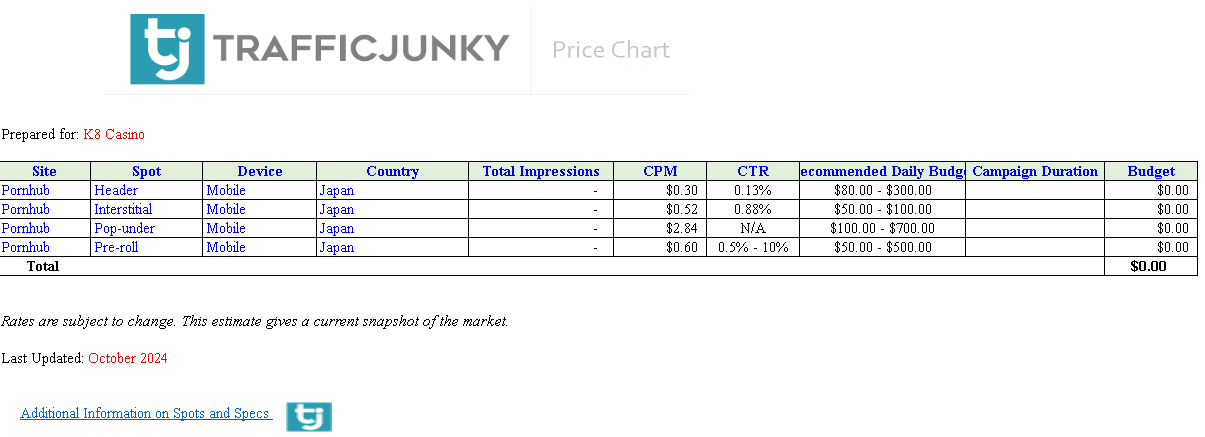 tj TRAFFICJUNKY Price Chart
Prepared for: K8 Casino
Site Spot Device Country Total Impressions CPM CTR ecommended Daily Budg Campaign Duration Budget
Pornhub Header Mobile Japan - $0.30 0.13% $80.00 - $300.00 $0.00
Pornhub Interstitial Mobile Japan - $0.52 0.88% $50.00 - $100.00 $0.00
Pornhub Pop-under Mobile Japan - $2.84 N/A $100.00 - $700.00 $0.00
Pornhub Pre-roll Mobile Japan - $0.60 0.5% - 10% $50.00 - $500.00 $0.00
Total $0.00
Rates are subject to change. This estimate gives a current snapshot of the market.
Last Updated: October 2024
Additional Information on Spots and Specs tj